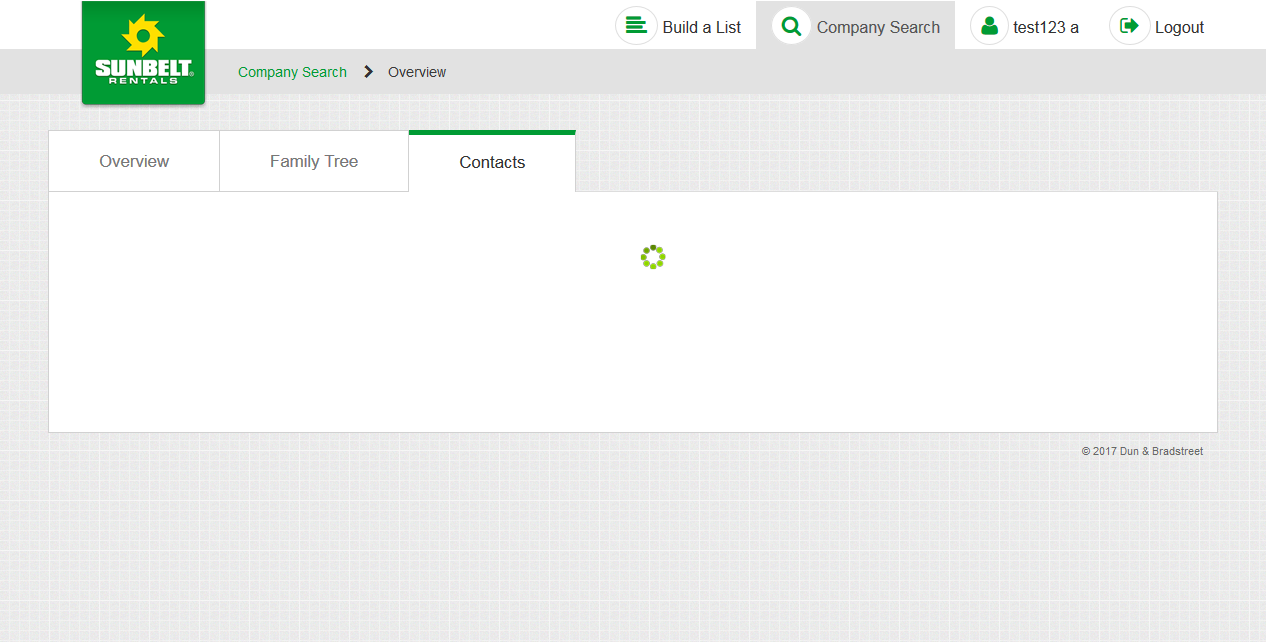 Build a List
Company Search
test123 a
Logout
SUNBELT®
RENTALS
Company Search
Overview
Overview
Family Tree
Contacts
© 2017 Dun & Bradstreet